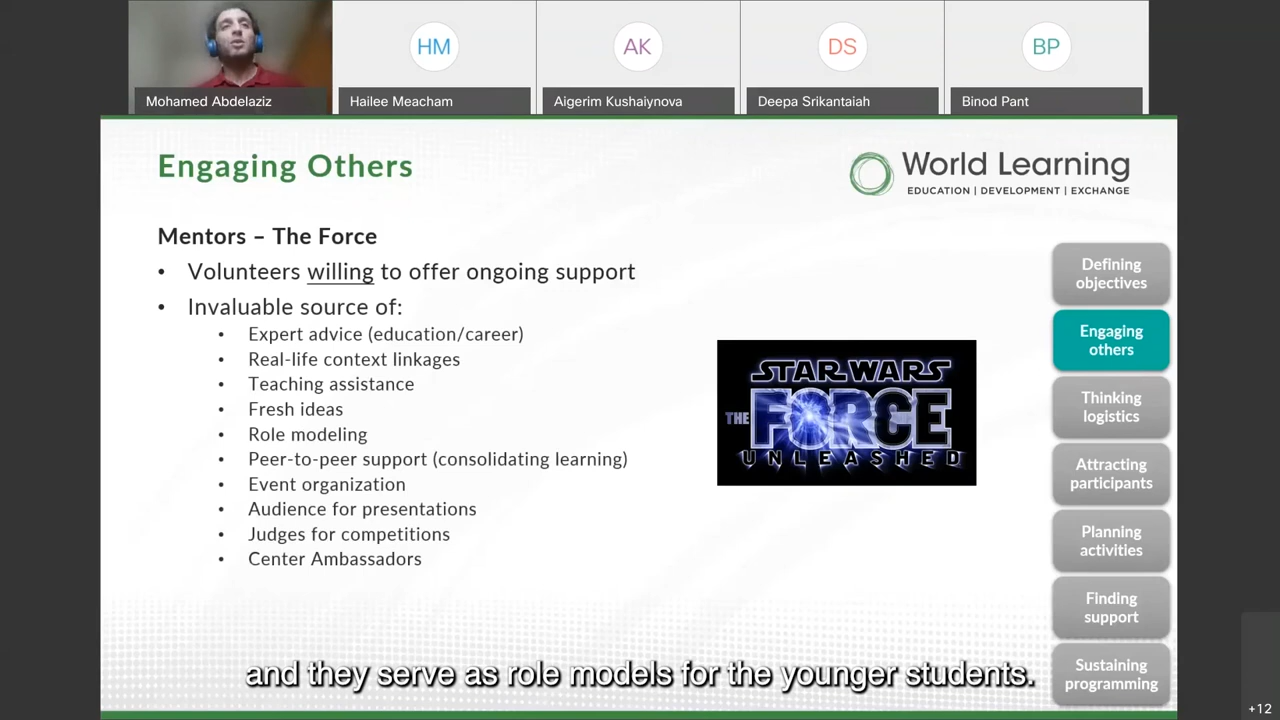 HM
AK
DS
BP
Mohamed Abdelaziz
Hailee Meacham
Aigerim Kushaiynova
Deepa Srikantaiah
Binod Pant
Engaging Others
World Learning
EDUCATION | DEVELOPMENT | EXCHANGE
Mentors – The Force
• Volunteers willing to offer ongoing support
• Invaluable source of:
• Expert advice (education/career)
• Real-life context linkages
• Teaching assistance
• Fresh ideas
• Role modeling
• Peer-to-peer support (consolidating learning)
• Event organization
• Audience for presentations
• Judges for competitions
• Center Ambassadors
STAR WARS
THE FORCE
UNLEASHED
Defining
objectives
Engaging
others
Thinking
logistics
Attracting
participants
Planning
activities
Finding
support
Sustaining
programming
and they serve as role models for the younger students.
+12